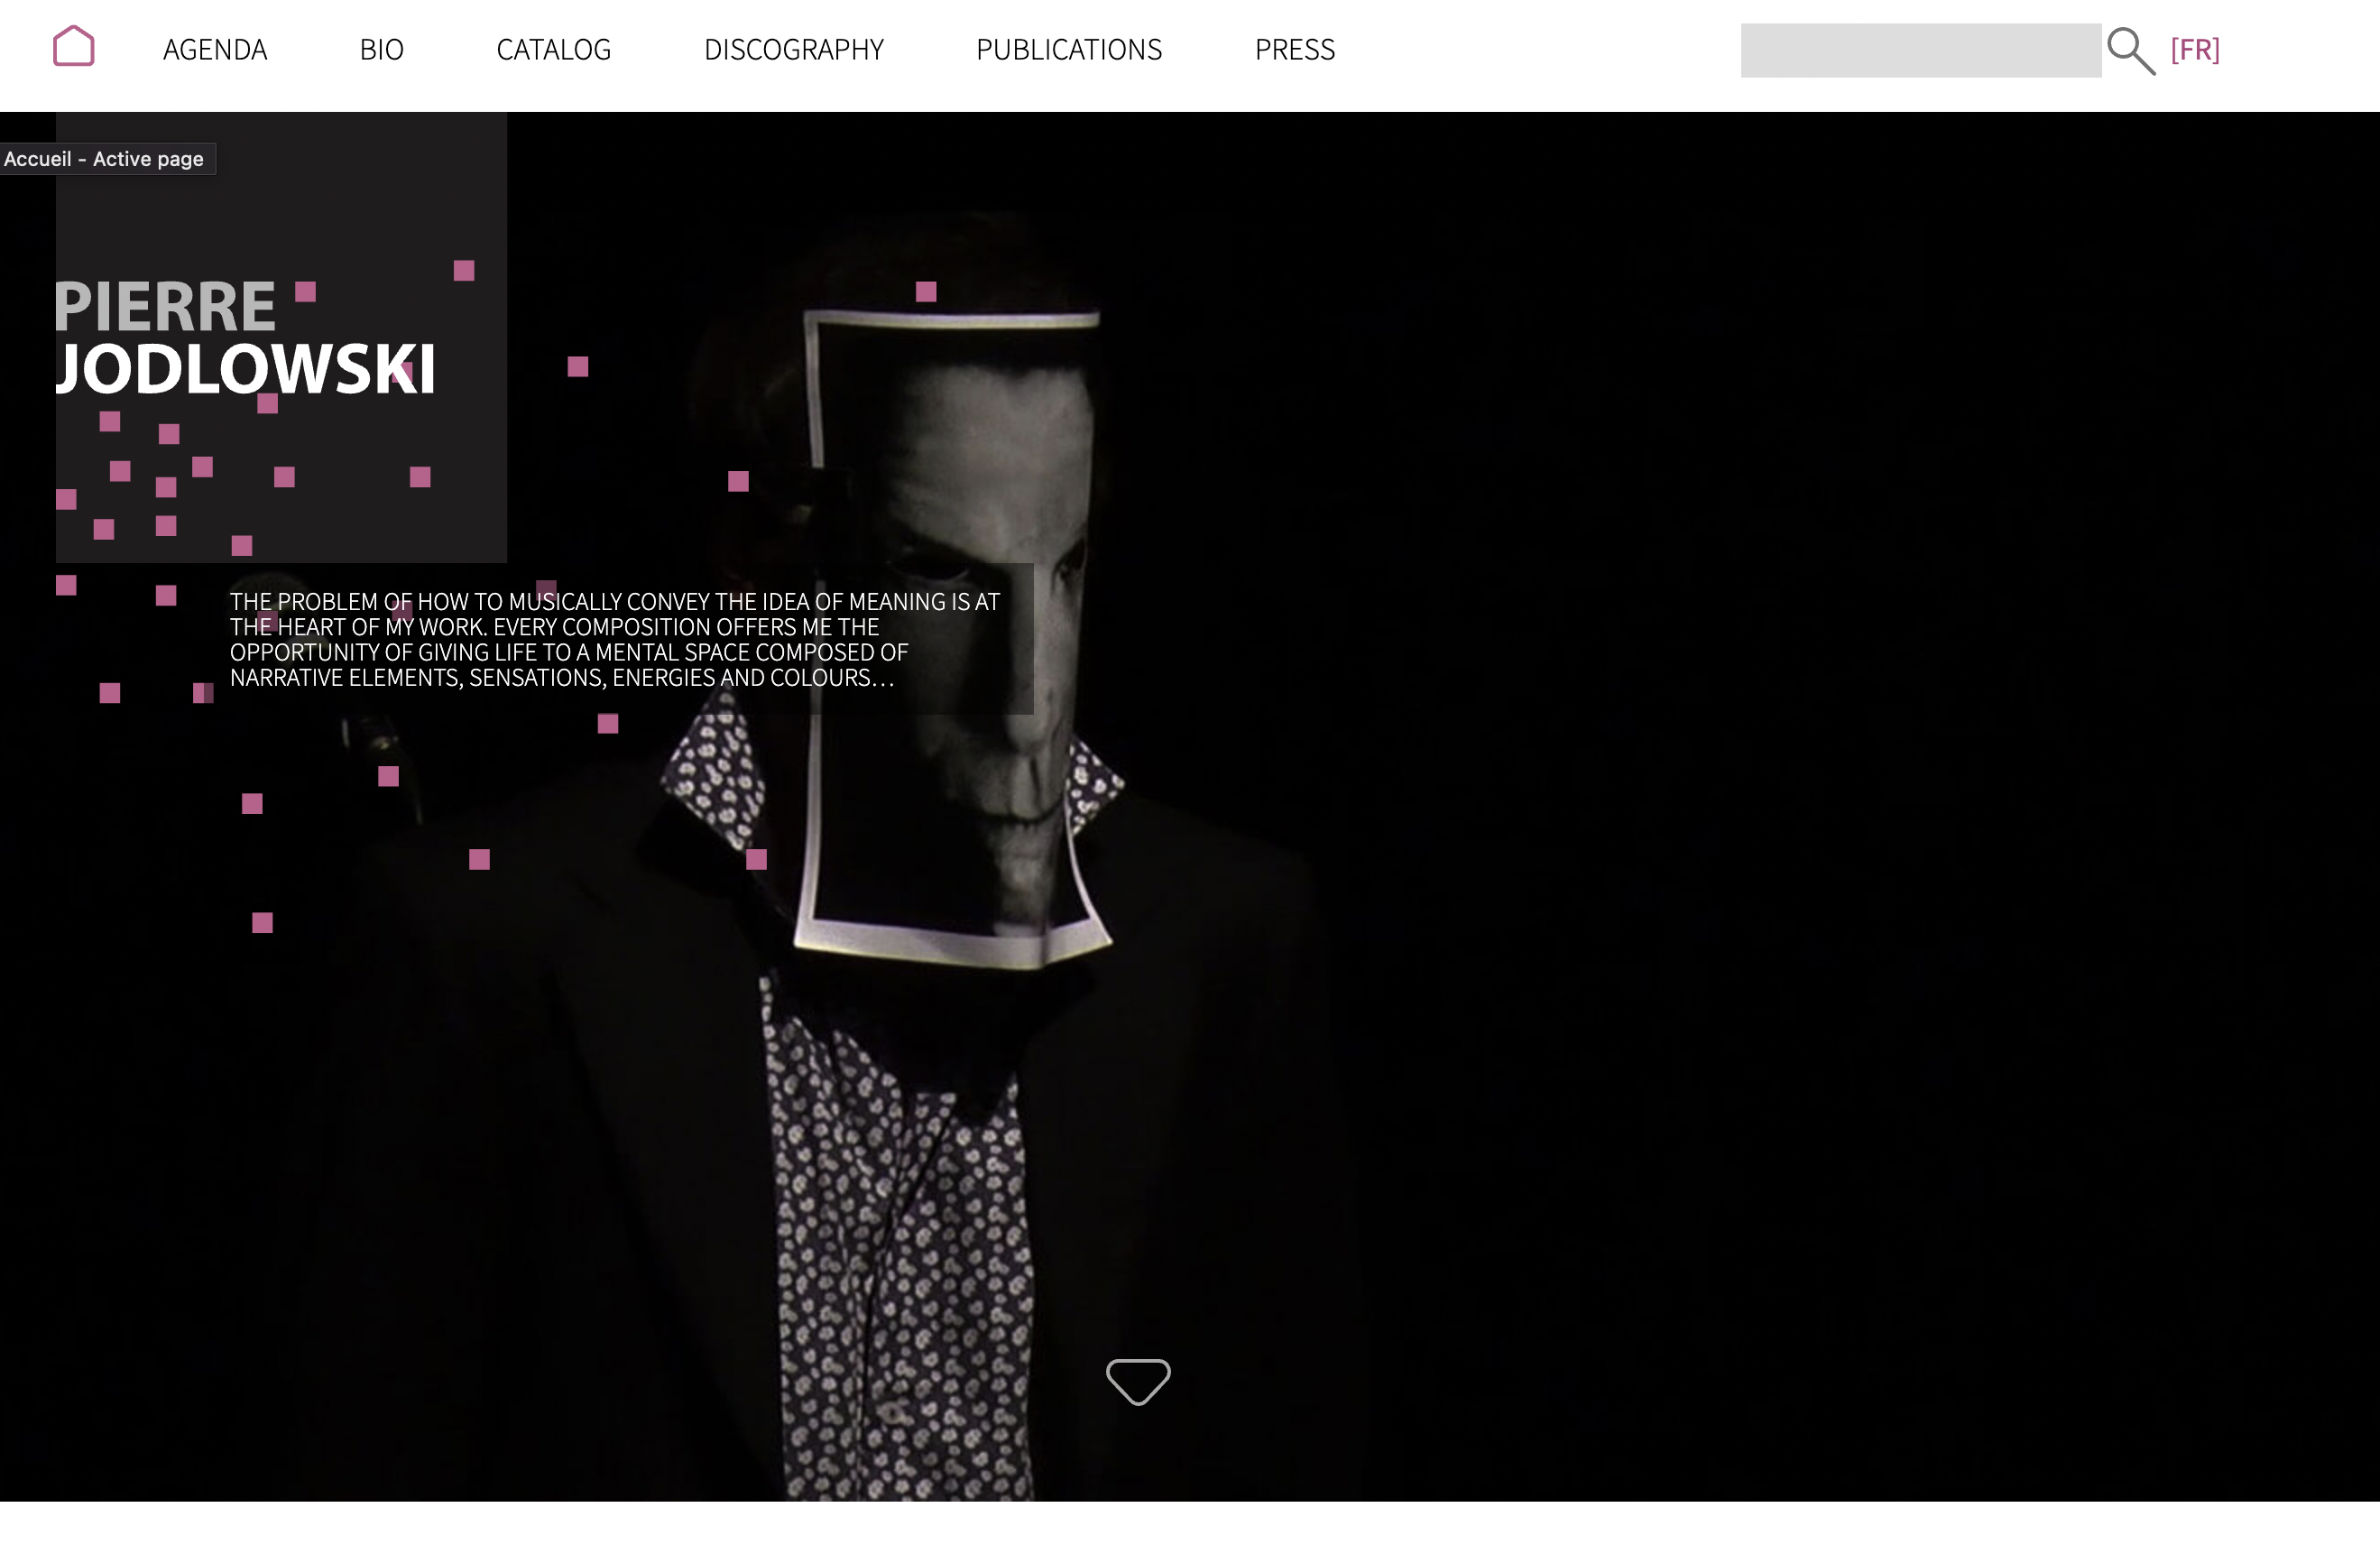 AGENDA BIO CATALOG DISCOGRAPHY PUBLICATIONS PRESS [FR]
Accueil - Active page
PIERRE
JODLOWSKI
THE PROBLEM OF HOW TO MUSICALLY CONVEY THE IDEA OF MEANING IS AT
THE HEART OF MY WORK. EVERY COMPOSITION OFFERS ME THE
OPPORTUNITY OF GIVING LIFE TO A MENTAL SPACE COMPOSED OF
NARRATIVE ELEMENTS, SENSATIONS, ENERGIES AND COLOURS…